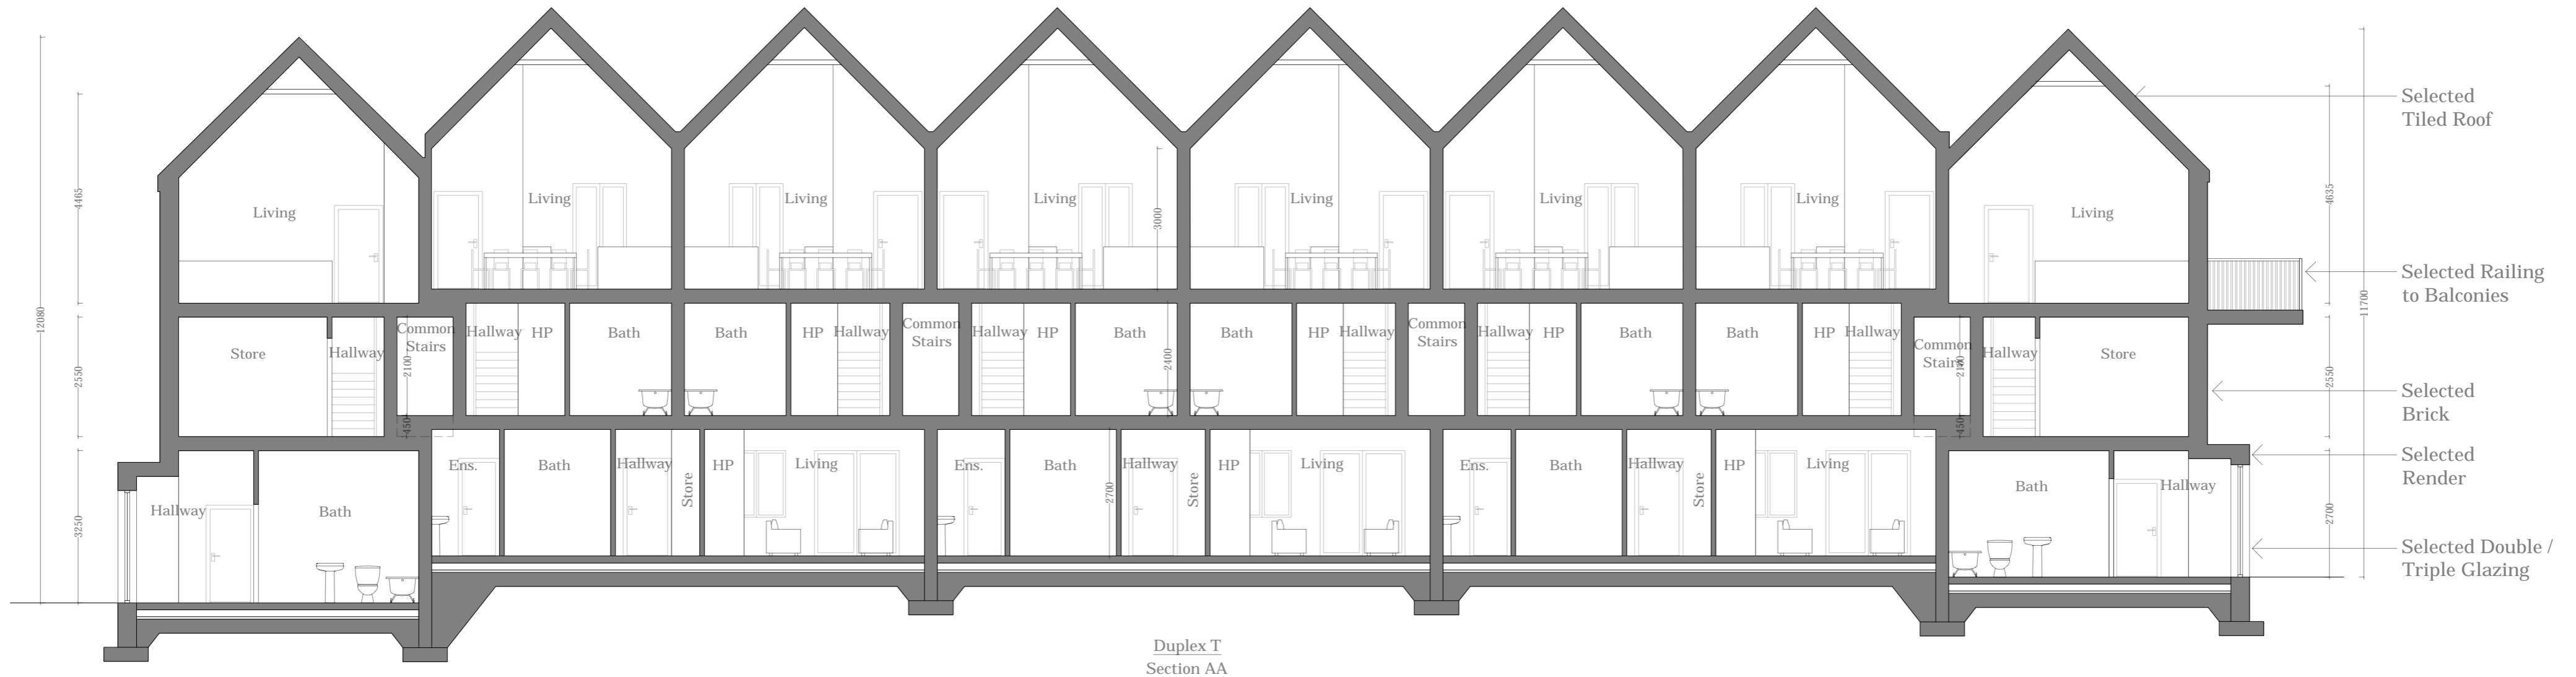 Selected
Tiled Roof
Selected Railing
to Balconies
Selected
Brick
Selected
Render
Selected Double /
Triple Glazing
12080
4465
2550
3250
11700
4635
2550
2700
Living
Living
Living
Living
Living
Living
Living
Living
3000
Store
Hallway
Common
Stairs
2100
450
Hallway
HP
Bath
Bath
HP
Hallway
Common
Stairs
Hallway
HP
Bath
2400
Bath
HP
Hallway
Common
Stairs
Hallway
HP
Bath
Bath
HP
Hallway
Common
Stairs
2100
450
Hallway
Store
Hallway
Bath
Ens.
Bath
Hallway
Store
HP
Living
Ens.
Bath
2700
Hallway
Store
HP
Living
Ens.
Bath
Hallway
Store
HP
Living
Bath
Hallway
Duplex T
Section AA